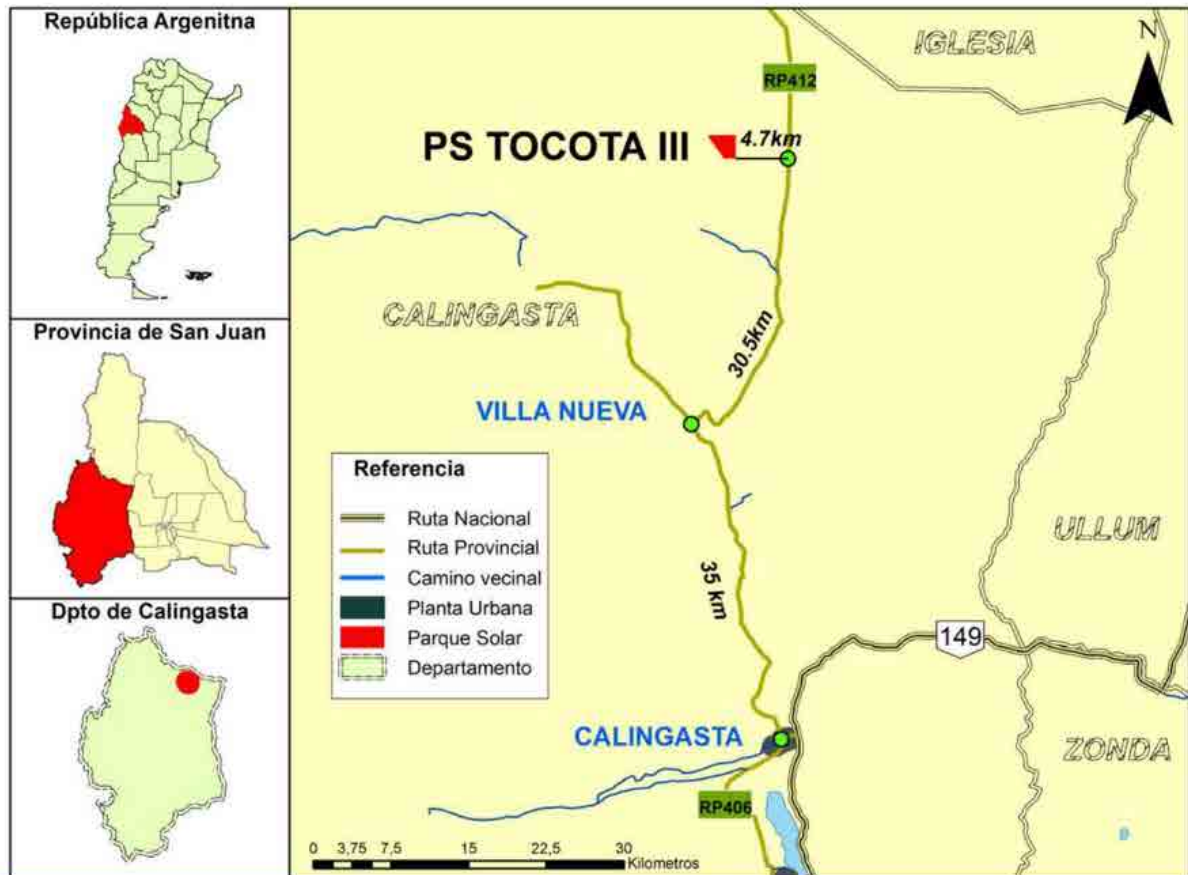 República Argenitna
Provincia de San Juan
Dpto de Calingasta
IGLESIA
N
RP412
PS TOCOTA III
4.7km
CALINGASTA
30.5km
VILLA NUEVA
Referencia
Ruta Nacional
Ruta Provincial
Camino vecinal
Planta Urbana
Parque Solar
Departamento
35 km
ULLUM
149
CALINGASTA
ZONDA
RP406
0 3,75 7,5 15 22,5 30
Kilometros